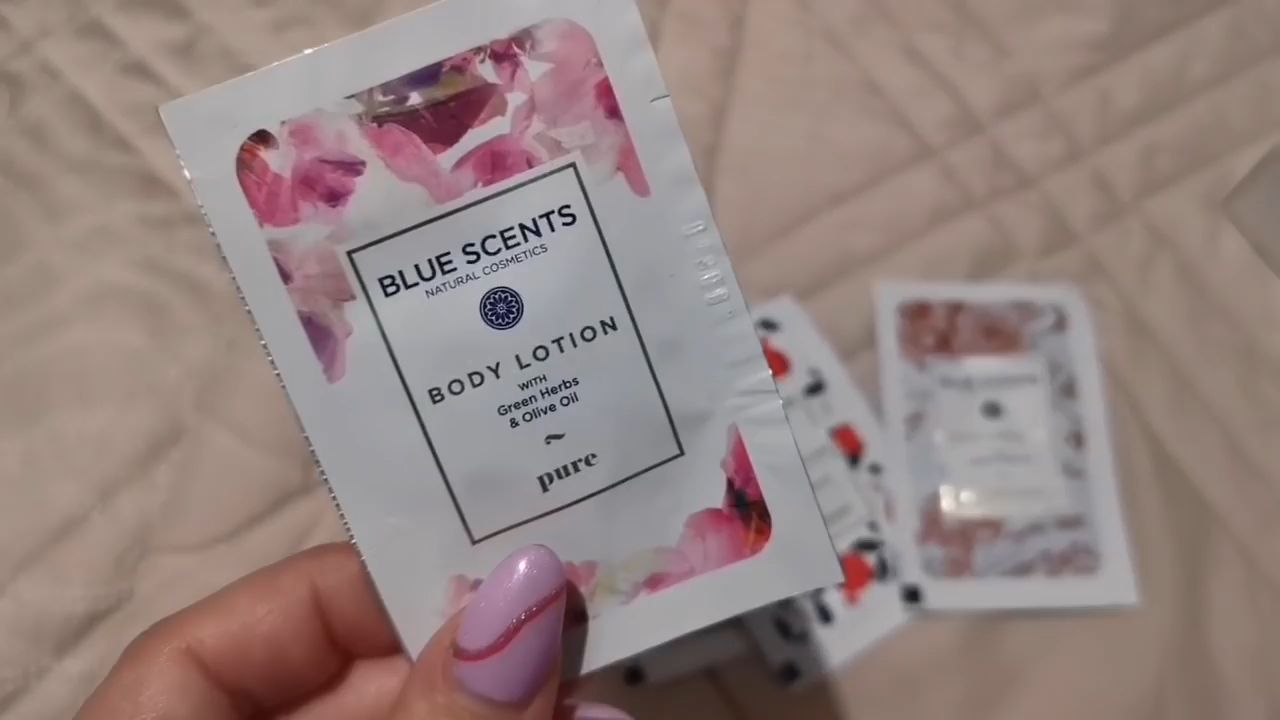 BLUE SCENTS
NATURAL COSMETICS
BODY LOTION
WITH
Green Herbs
& Olive Oil
~
pure